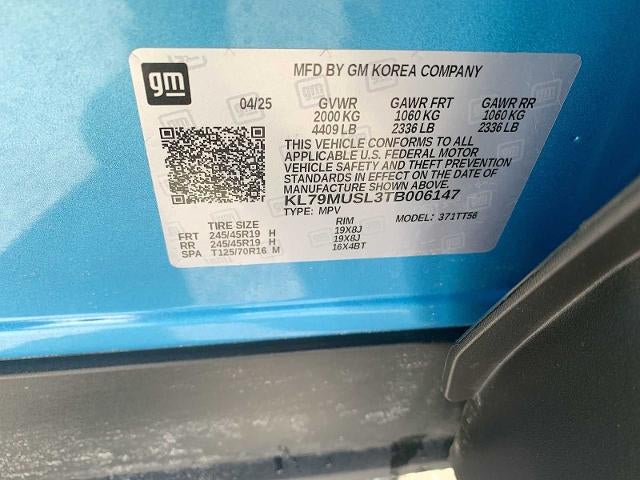 gm
MFD BY GM KOREA COMPANY
04/25 GVWR GAWR FRT GAWR RR
2000 KG 1060 KG 1060 KG
4409 LB 2336 LB 2336 LB
THIS VEHICLE CONFORMS TO ALL
APPLICABLE U.S. FEDERAL MOTOR
VEHICLE SAFETY AND THEFT PREVENTION
STANDARDS IN EFFECT ON THE DATE OF
MANUFACTURE SHOWN ABOVE.
KL79MUSL3TB006147
TYPE: MPV MODEL: 371TT56
TIRE SIZE RIM
FRT 245/45R19 H 19X8J
RR 245/45R19 H 19X8J
SPA T125/70R16 M 16X4BT